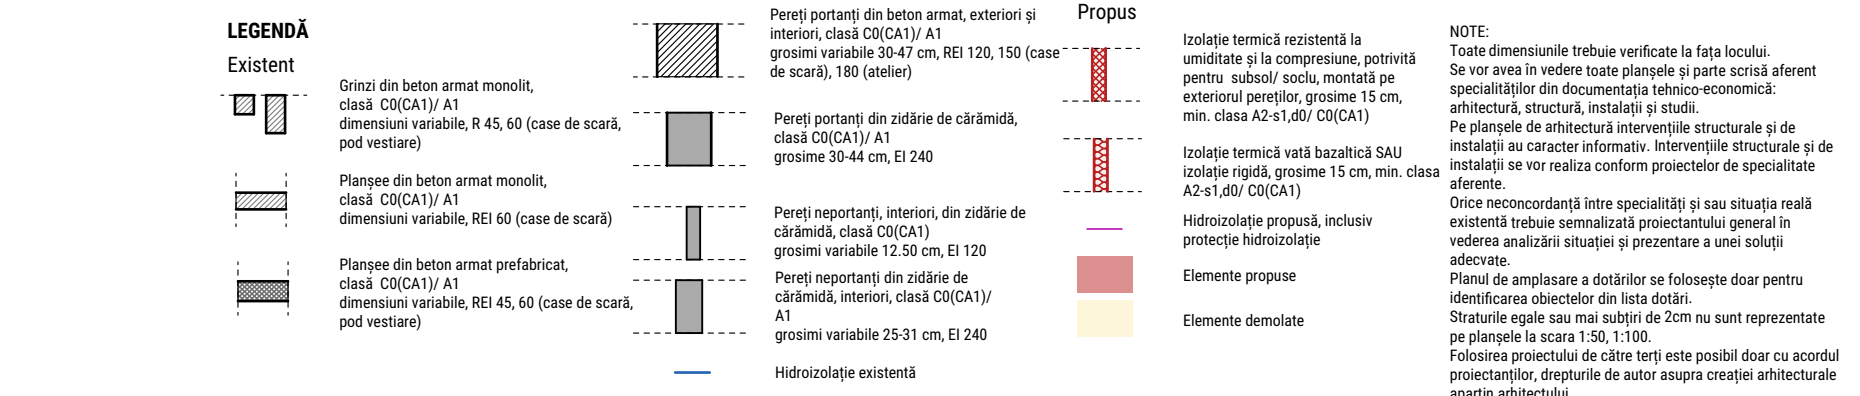 LEGENDĂ
Existent
Grinzi din beton armat monolit,
clasă C0(CA1)/ A1
dimensiuni variabile, R 45, 60 (case de scară,
pod vestiare)
Planșee din beton armat monolit,
clasă C0(CA1)/ A1
dimensiuni variabile, REI 60 (case de scară)
Planșee din beton armat prefabricat,
clasă C0(CA1)/ A1
dimensiuni variabile, REI 45, 60 (case de scară,
pod vestiare)
Pereți portanți din beton armat, exteriori și
interiori, clasă C0(CA1)/ A1
grosimi variabile 30-47 cm, REI 120, 150 (case
de scară), 180 (atelier)
Pereți portanți din zidărie de cărămidă,
clasă C0(CA1)/ A1
grosime 30-44 cm, EI 240
Pereți neportanți, interiori, din zidărie de
cărămidă, clasă C0(CA1)
grosimi variabile 12.50 cm, EI 120
Pereți neportanți din zidărie de
cărămidă, interiori, clasă C0(CA1)/
A1
grosimi variabile 25-31 cm, EI 240
Hidroizolație existentă
Propus
Izolație termică rezistentă la
umiditate și la compresiune, potrivită
pentru subsol/ soclu, montată pe
exteriorul pereților, grosime 15 cm,
min. clasa A2-s1,d0/ C0(CA1)
Izolație termică vată bazaltică SAU
izolație rigidă, grosime 15 cm, min. clasa
A2-s1,d0/ C0(CA1)
Hidroizolație propusă, inclusiv
protecție hidroizolație
Elemente propuse
Elemente demolate
NOTE:
Toate dimensiunile trebuie verificate la fața locului.
Se vor avea în vedere toate planșele și parte scrisă aferent
specialităților din documentația tehnico-economică:
arhitectură, structură, instalații și studii.
Pe planșele de arhitectură intervențiile structurale și de
instalații au caracter informativ. Intervențiile structurale și de
instalații se vor realiza conform proiectelor de specialitate
aferente.
Orice neconcordanță între specialități și sau situația reală
existentă trebuie semnalizată proiectantului general în
vederea analizării situației și prezentare a unei soluții
adecvate.
Planul de amplasare a dotărilor se folosește doar pentru
identificarea obiectelor din lista dotări.
Straturile egale sau mai subțiri de 2cm nu sunt reprezentate
pe planșele la scara 1:50, 1:100.
Folosirea proiectului de către terți este posibil doar cu acordul
proiectanților, drepturile de autor asupra creației arhitecturale
aparțin arhitectului